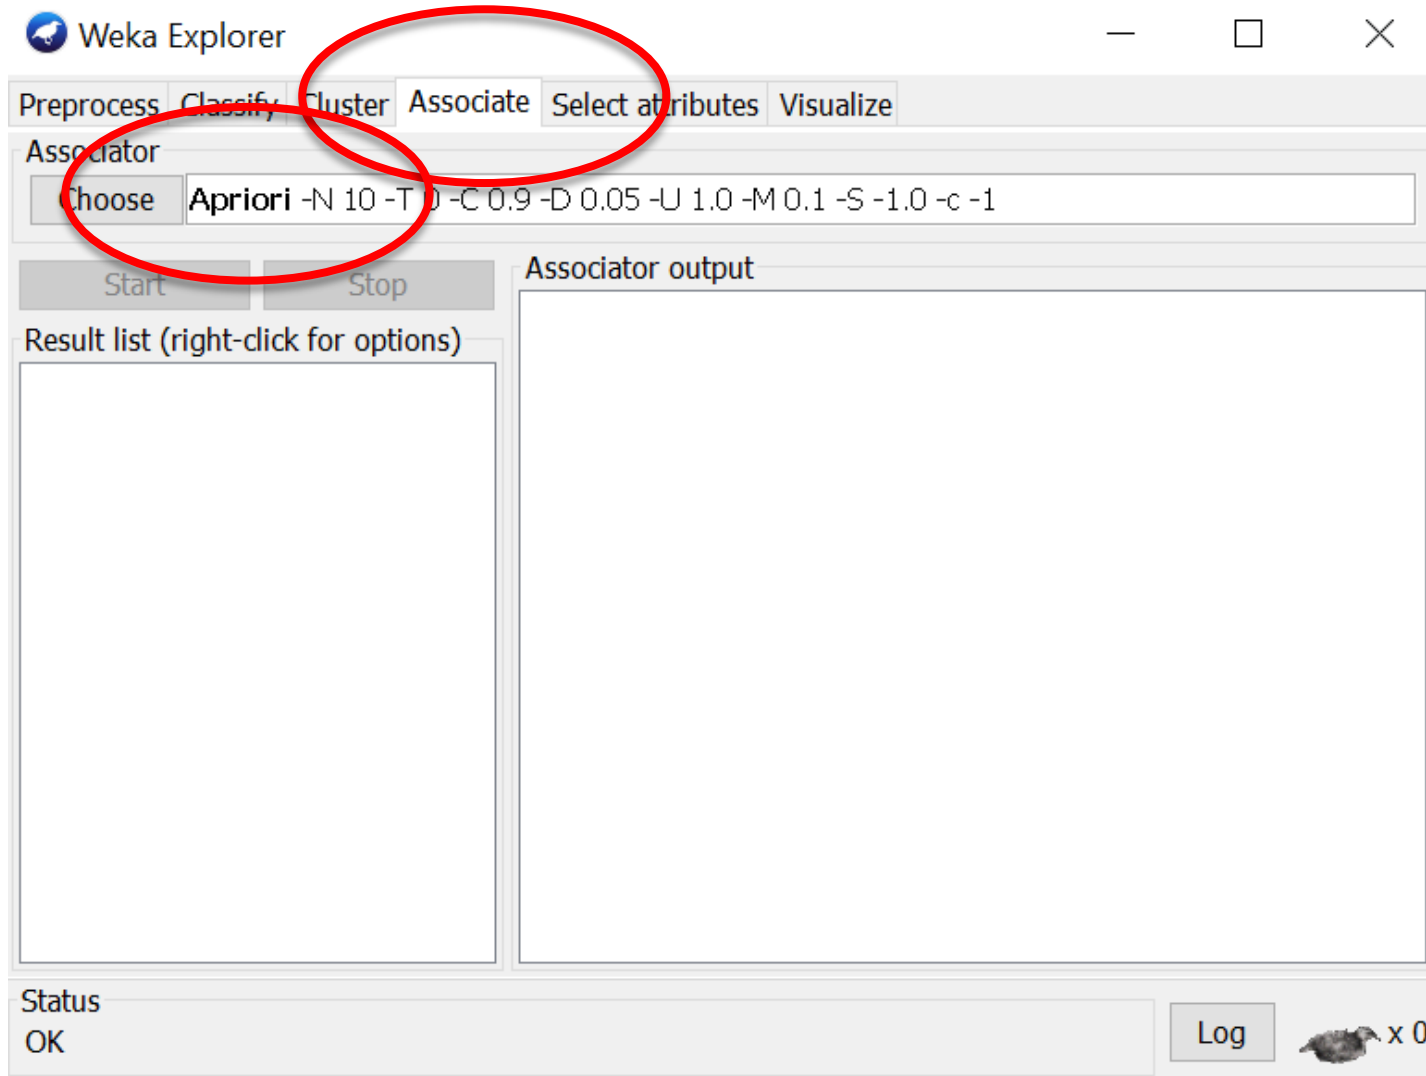 Weka Explorer
Preprocess Classify Cluster Associate Select attributes Visualize
Associator
Choose Apriori -N 10 -T 0 -C 0.9 -D 0.05 -U 1.0 -M 0.1 -S -1.0 -c -1
Start Stop
Associator output
Result list (right-click for options)
Status
OK
Log x 0